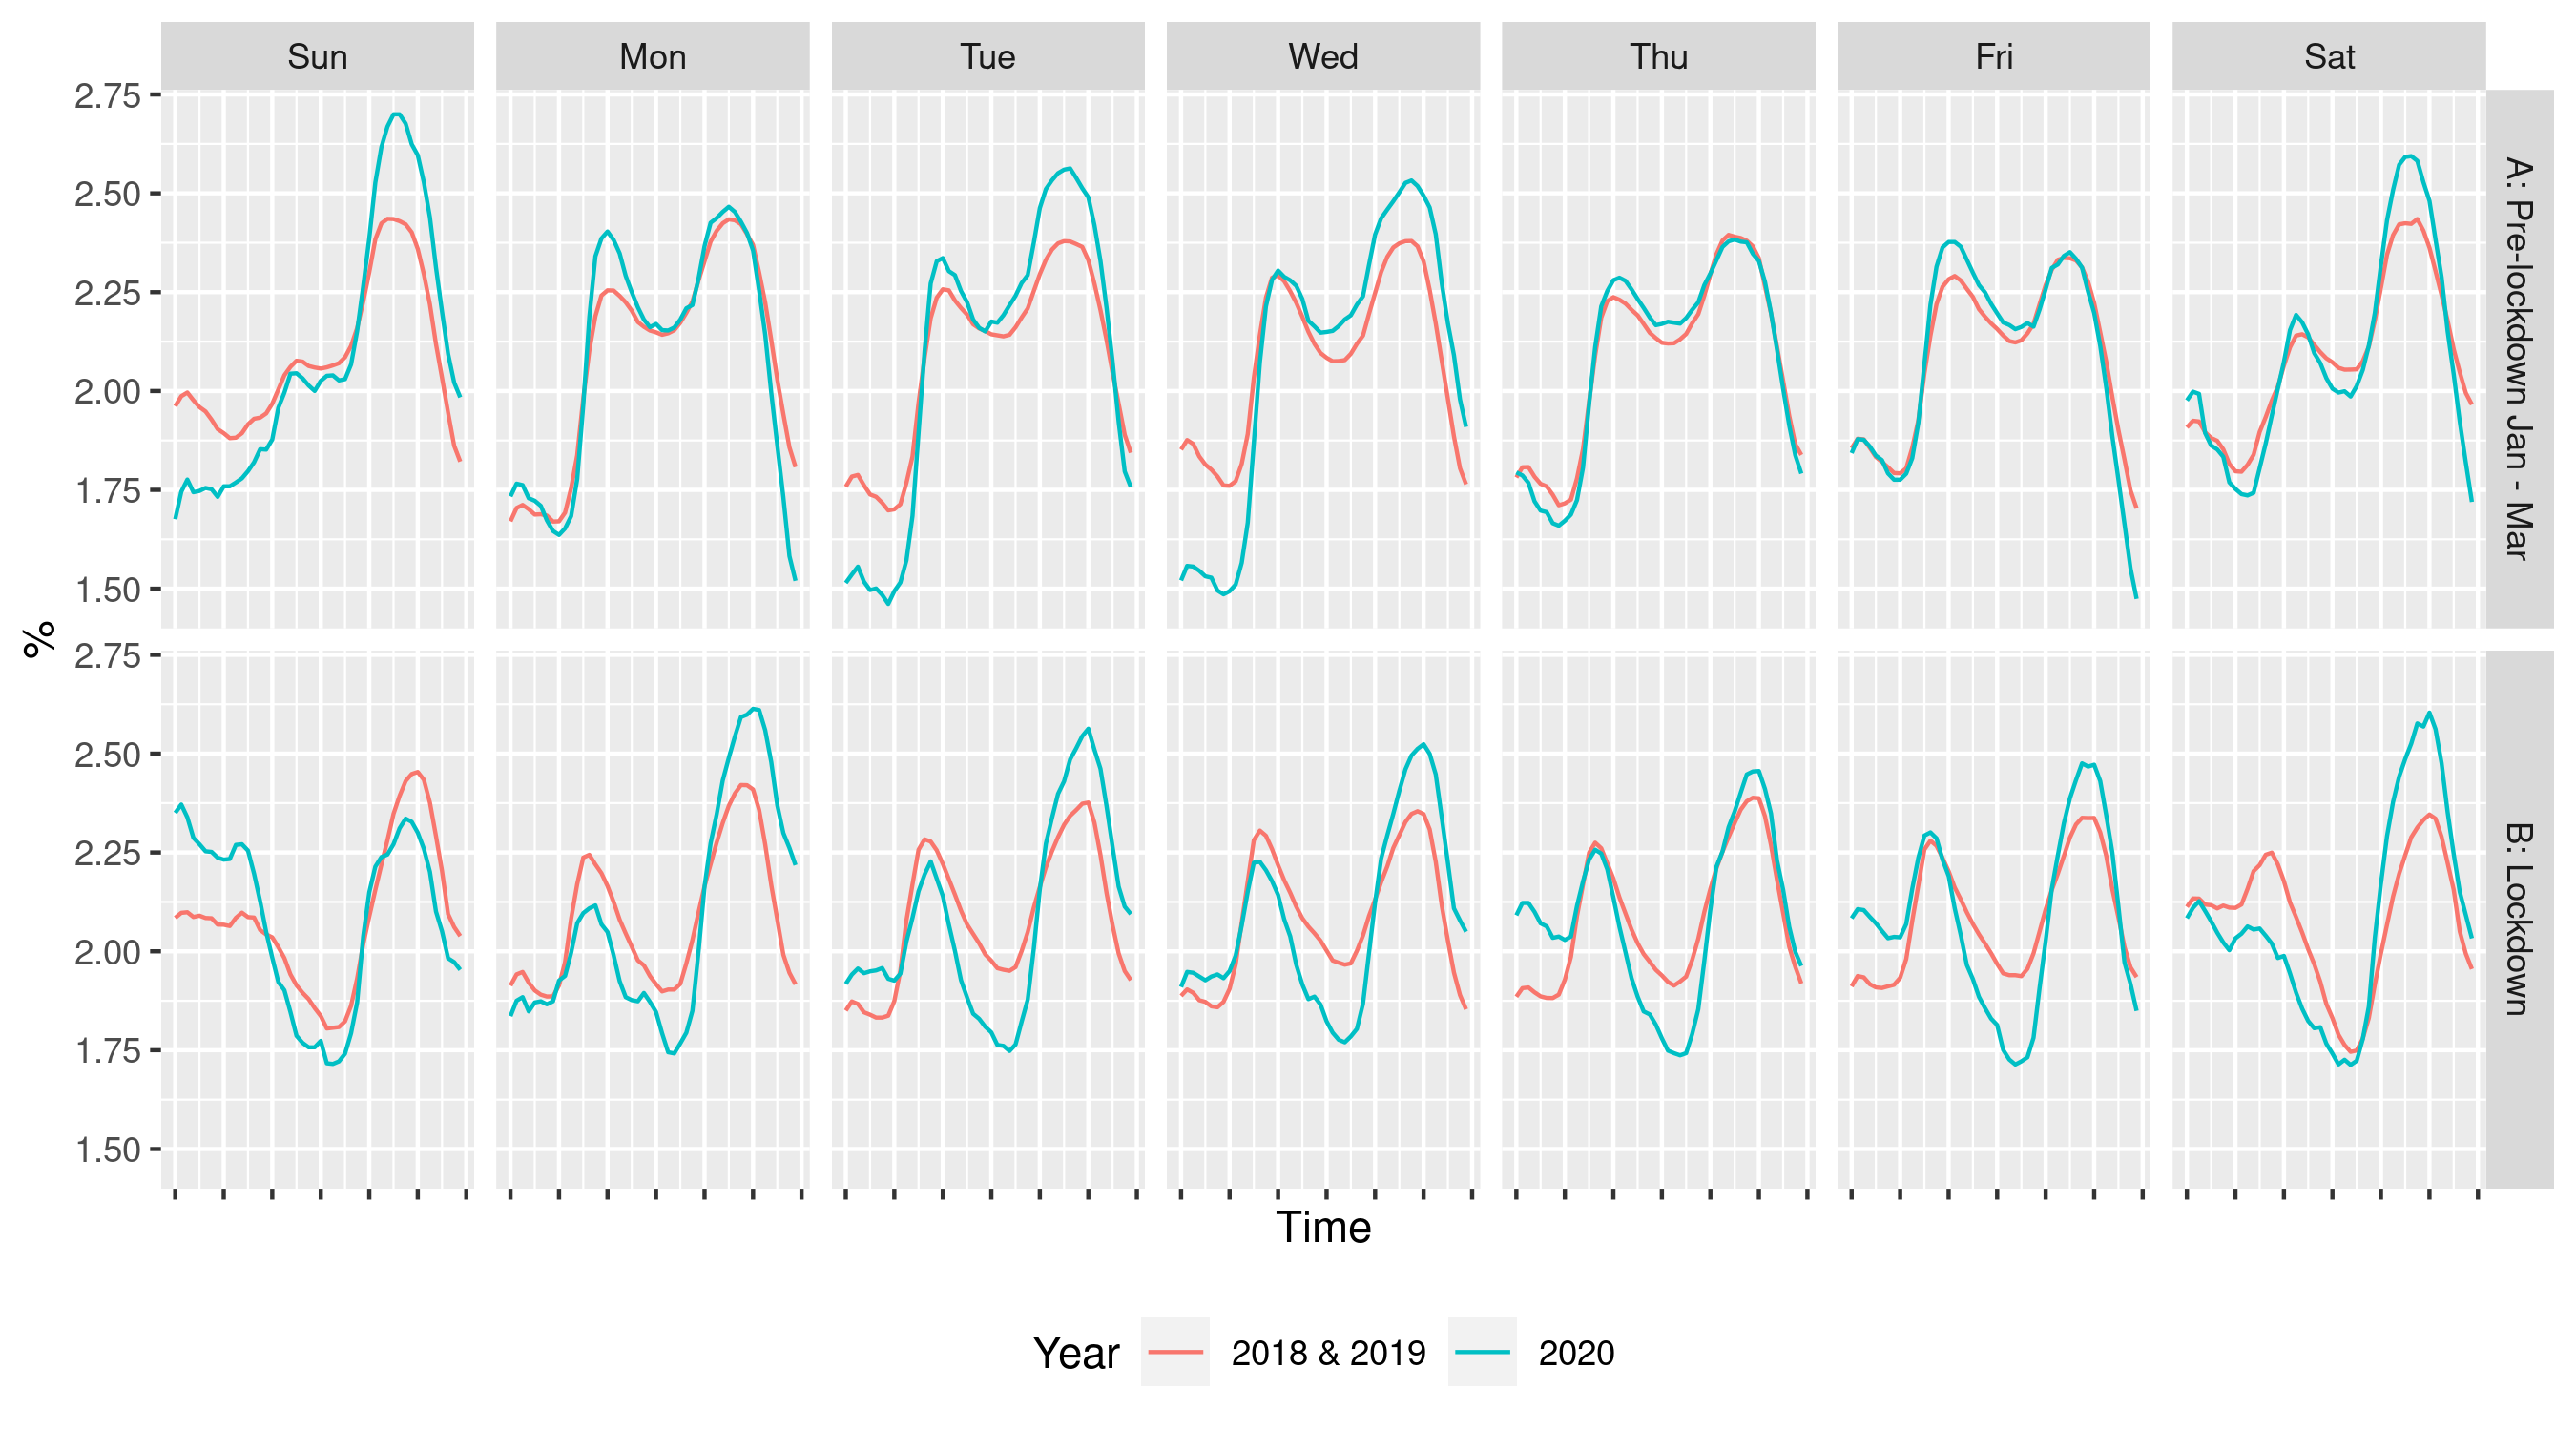 Sun Mon Tue Wed Thu Fri Sat
2.75
2.50
2.25
2.00
1.75
1.50
A: Pre-lockdown Jan - Mar
%
2.75
2.50
2.25
2.00
1.75
1.50
B: Lockdown
Time
Year 2018 & 2019 2020